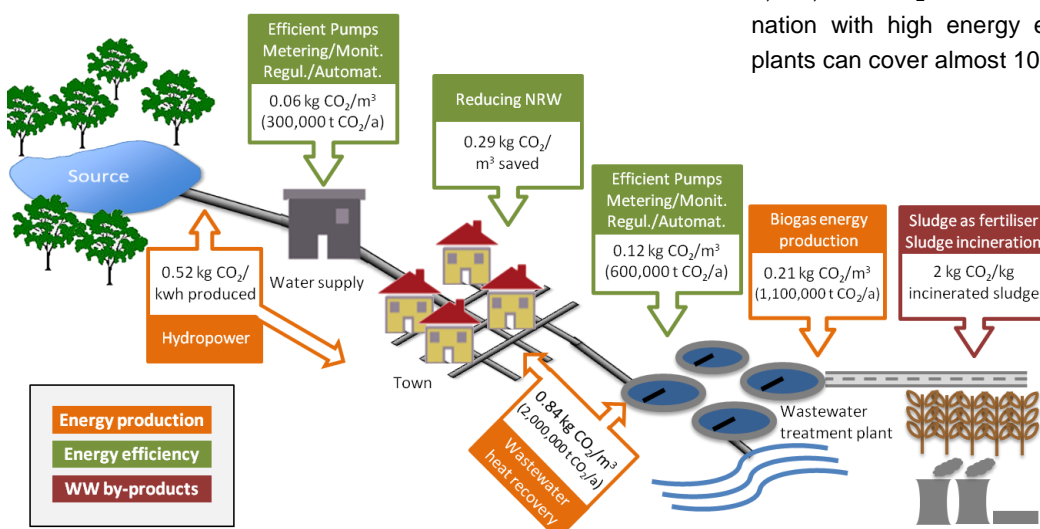 nation with high energy e
plants can cover almost 10
Efficient Pumps
Metering/Monit.
Regul./Automat.
0.06 kg CO₂/m³
(300,000 t CO₂/a)
Reducing NRW
0.29 kg CO₂/
m³ saved
Source
Efficient Pumps
Metering/Monit.
Regul./Automat.
0.12 kg CO₂/m³
(600,000 t CO₂/a)
Biogas energy
production
0.21 kg CO₂/m³
(1,100,000 t CO₂/a)
Sludge as fertiliser
Sludge incineration
2 kg CO₂/kg
incinerated sludge
0.52 kg CO₂/
kwh produced
Hydropower
Water supply
Town
0.84 kg CO₂/m³
(2,000,000 t CO₂/a)
Wastewater
heat recovery
Wastewater
treatment plant
Energy production
Energy efficiency
WW by-products